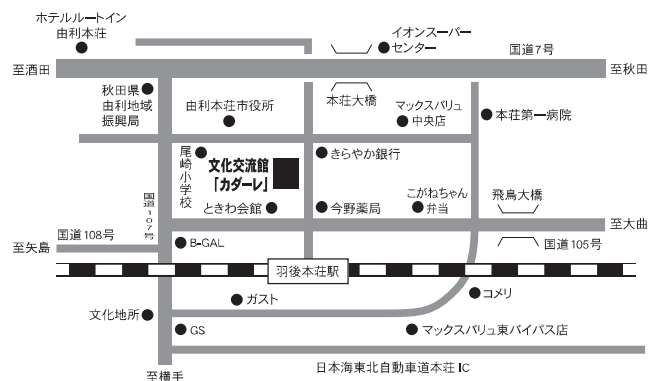 ホテルルートイン
由利本荘
イオンスーパー
センター
国道7号
至酒田
至秋田
秋田県
由利地域
振興局
由利本荘市役所
本荘大橋
マックスバリュ
中央店
本荘第一病院
尾崎小学校
文化交流館
「カダーレ」
きらやか銀行
国道107号
ときわ会館
今野薬局
こがねちゃん
弁当
飛鳥大橋
至大曲
国道108号
至矢島
B-GAL
国道105号
羽後本荘駅
ガスト
コメリ
文化地所
GS
マックスバリュ東バイパス店
日本海東北自動車道本荘IC
至横手